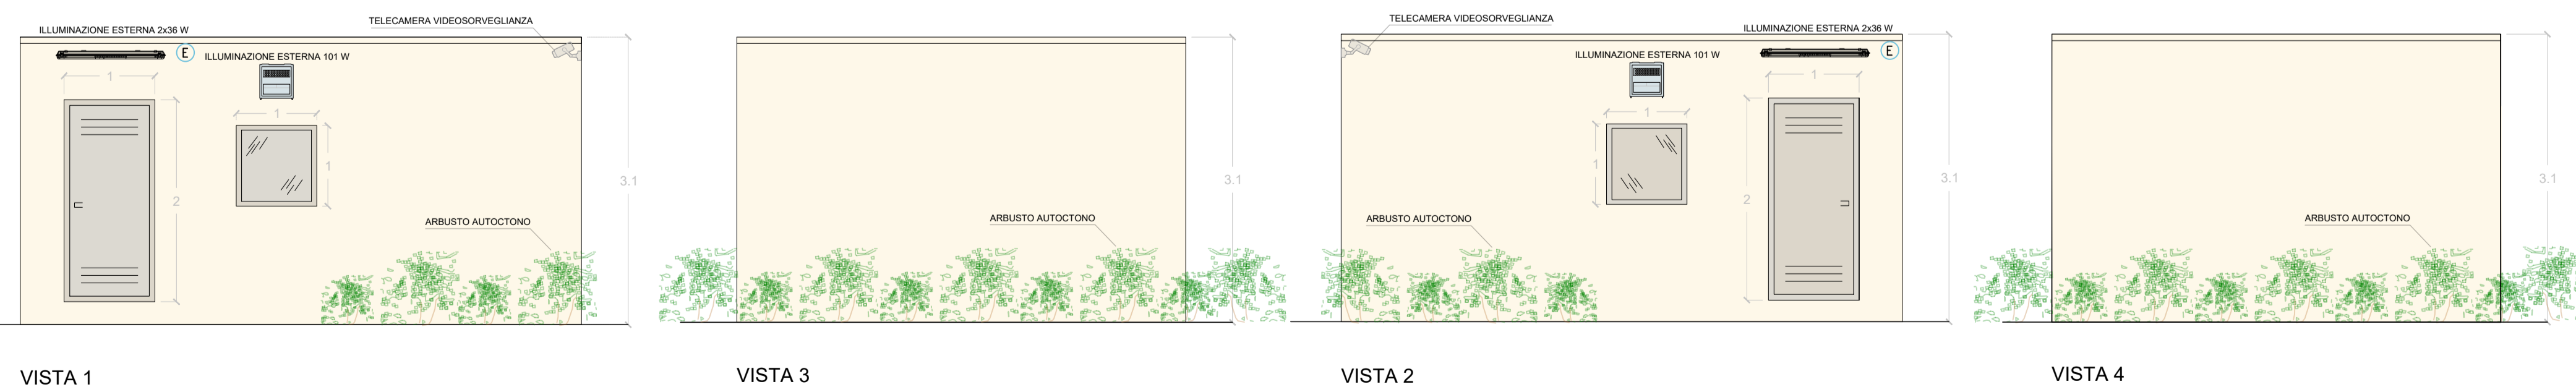 TELECAMERA VIDEOSORVEGLIANZA
ILLUMINAZIONE ESTERNA 2x36 W
E
ILLUMINAZIONE ESTERNA 101 W
1
1
1
2
3.1
ARBUSTO AUTOCTONO
VISTA 1
3.1
ARBUSTO AUTOCTONO
VISTA 3
TELECAMERA VIDEOSORVEGLIANZA
ILLUMINAZIONE ESTERNA 2x36 W
E
ILLUMINAZIONE ESTERNA 101 W
1
1
1
2
3.1
ARBUSTO AUTOCTONO
VISTA 2
3.1
ARBUSTO AUTOCTONO
VISTA 4